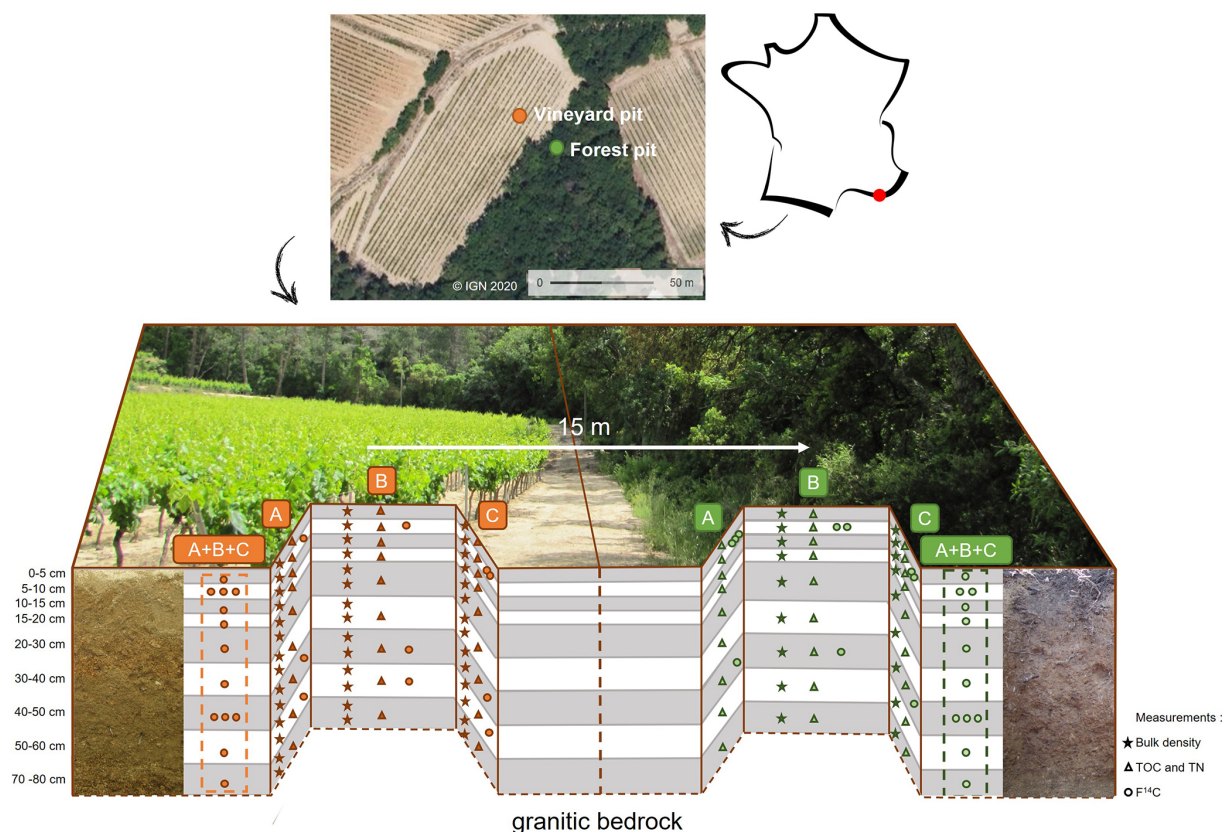 Vineyard pit
Forest pit
© IGN 2020
0 50 m
15 m
B
B
A
C
A
C
A+B+C
A+B+C
0-5 cm
5-10 cm
10-15 cm
15-20 cm
20-30 cm
30-40 cm
40-50 cm
50-60 cm
70 -80 cm
Measurements :
Bulk density
TOC and TN
F¹⁴C
granitic bedrock